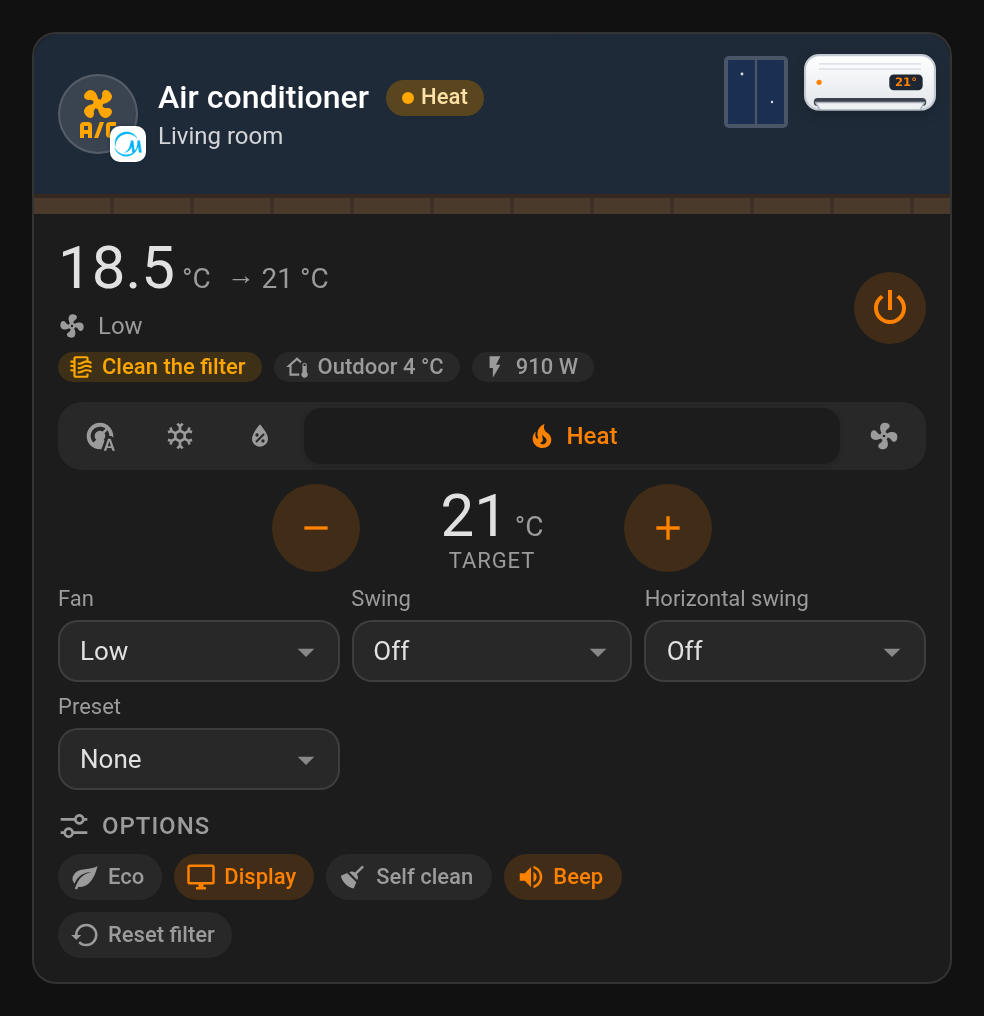 Air conditioner
Heat
Living room
A/C
21°
18.5 °C → 21 °C
Low
Clean the filter
Outdoor 4 °C
910 W
A
Heat
21 °C
TARGET
Fan
Swing
Horizontal swing
Low
Off
Off
Preset
None
OPTIONS
Eco
Display
Self clean
Beep
Reset filter